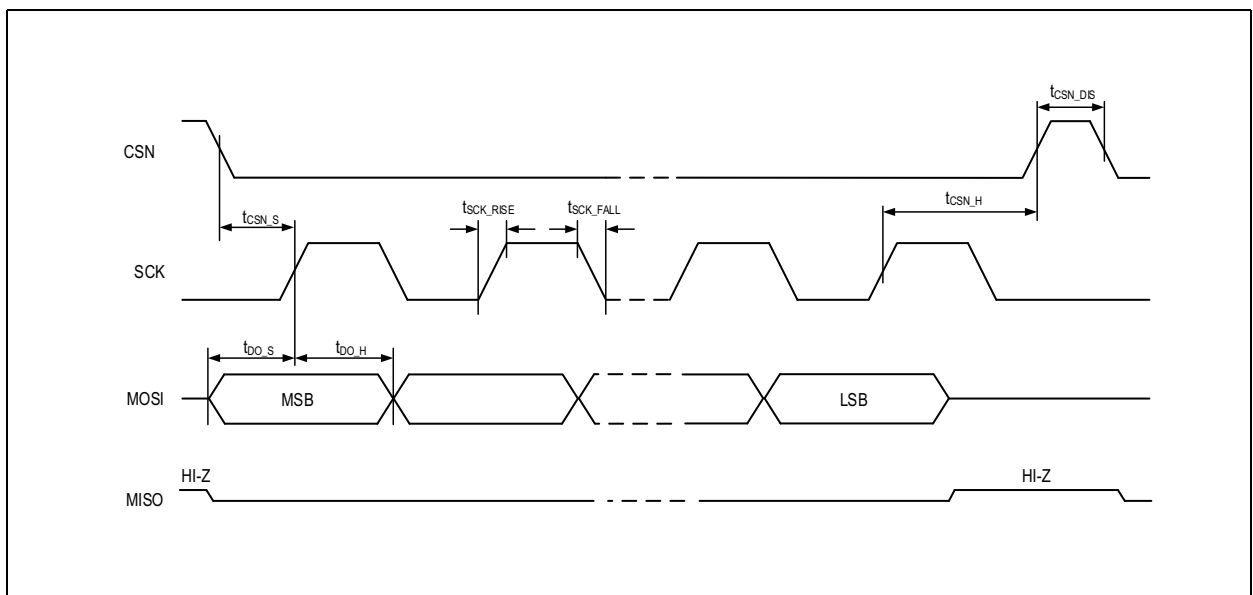 tCSN_DIS
CSN
tCSN_S
tSCK_RISE
tSCK_FALL
tCSN_H
SCK
tDO_S
tDO_H
MOSI
MSB
LSB
HI-Z
HI-Z
MISO